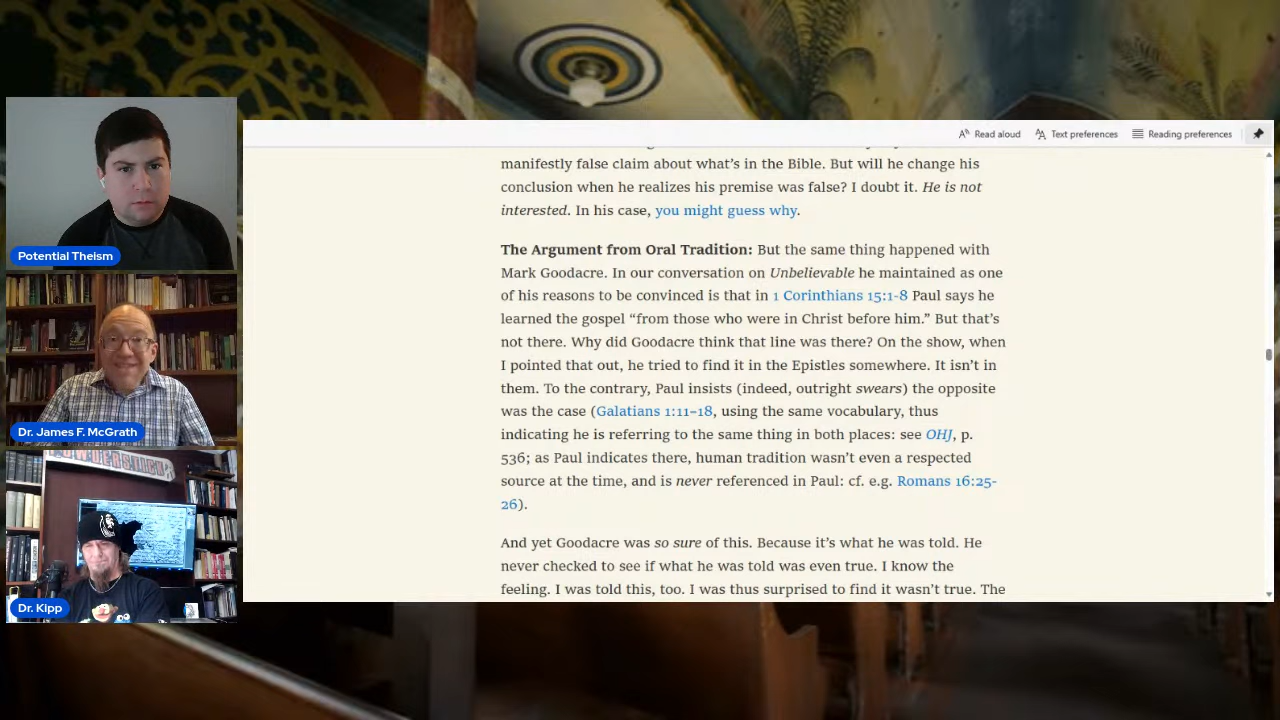 Read aloud
Text preferences
Reading preferences
manifestly false claim about what's in the Bible. But will he change his
conclusion when he realizes his premise was false? I doubt it. He is not
interested. In his case, you might guess why.
The Argument from Oral Tradition: But the same thing happened with
Mark Goodacre. In our conversation on Unbelievable he maintained as one
of his reasons to be convinced is that in 1 Corinthians 15:1-8 Paul says he
learned the gospel “from those who were in Christ before him.” But that's
not there. Why did Goodacre think that line was there? On the show, when
I pointed that out, he tried to find it in the Epistles somewhere. It isn't in
them. To the contrary, Paul insists (indeed, outright swears) the opposite
was the case (Galatians 1:11–18, using the same vocabulary, thus
indicating he is referring to the same thing in both places: see OHJ, p.
536; as Paul indicates there, human tradition wasn't even a respected
source at the time, and is never referenced in Paul: cf. e.g. Romans 16:25-
26).
And yet Goodacre was so sure of this. Because it's what he was told. He
never checked to see if what he was told was even true. I know the
feeling. I was told this, too. I was thus surprised to find it wasn't true. The
Potential Theism
Dr. James F. McGrath
Dr. Kipp